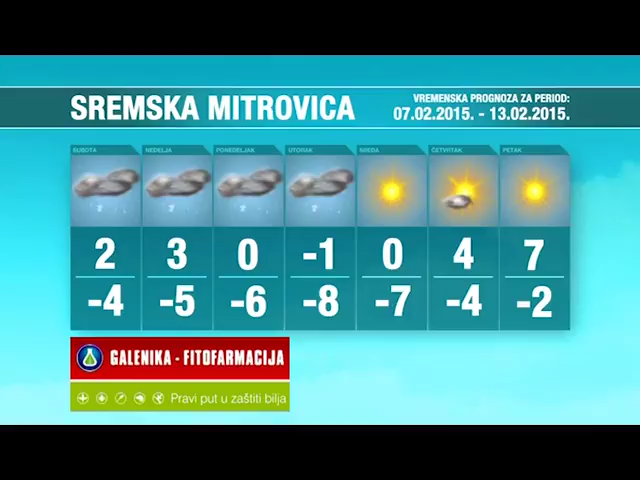 SREMSKA MITROVICA
VREMENSKA PROGNOZA ZA PERIOD:
07.02.2015. - 13.02.2015.
SUBOTA NEDELJA PONEDELJAK UTORAK SREDA ČETVRTAK PETAK
2 3 0 -1 0 4 7
-4 -5 -6 -8 -7 -4 -2
GALENIKA - FITOFARMACIJA
Pravi put u zaštiti bilja